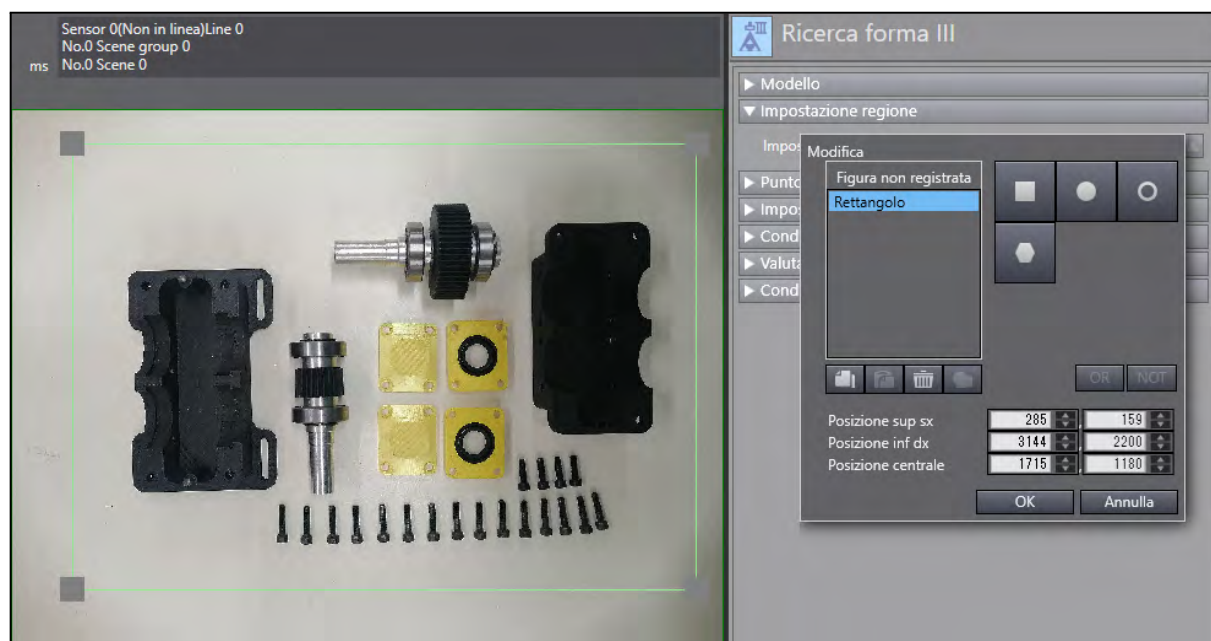 Sensor 0(Non in linea)Line 0
No.0 Scene group 0
ms No.0 Scene 0
Ricerca forma III
Modello
Impostazione regione
Impos
Modifica
Figura non registrata
Rettangolo
Punto
Impos
Cond
Valuta
Cond
OR NOT
Posizione sup sx 285 , 159
Posizione inf dx 3144 , 2200
Posizione centrale 1715 , 1180
OK Annulla